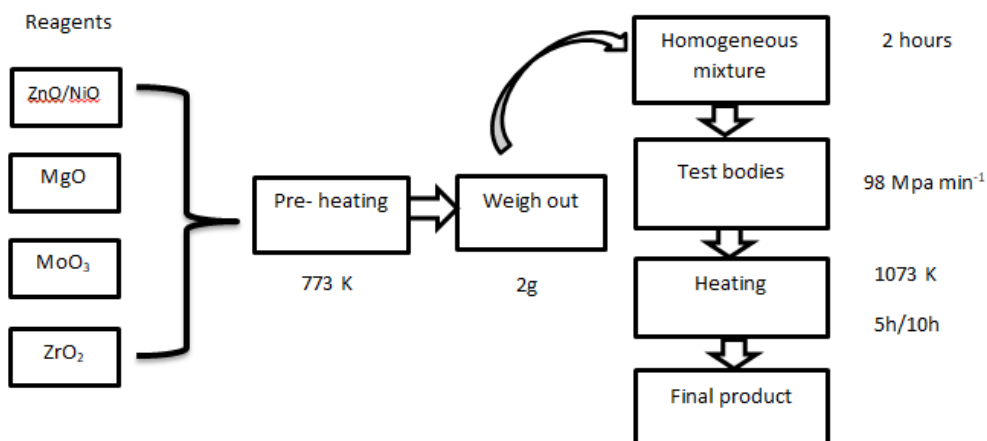 Reagents
ZnO/NiO
MgO
MoO₃
ZrO₂
Pre- heating
773 K
Weigh out
2g
Homogeneous
mixture
2 hours
Test bodies
98 Mpa min⁻¹
Heating
1073 K
5h/10h
Final product